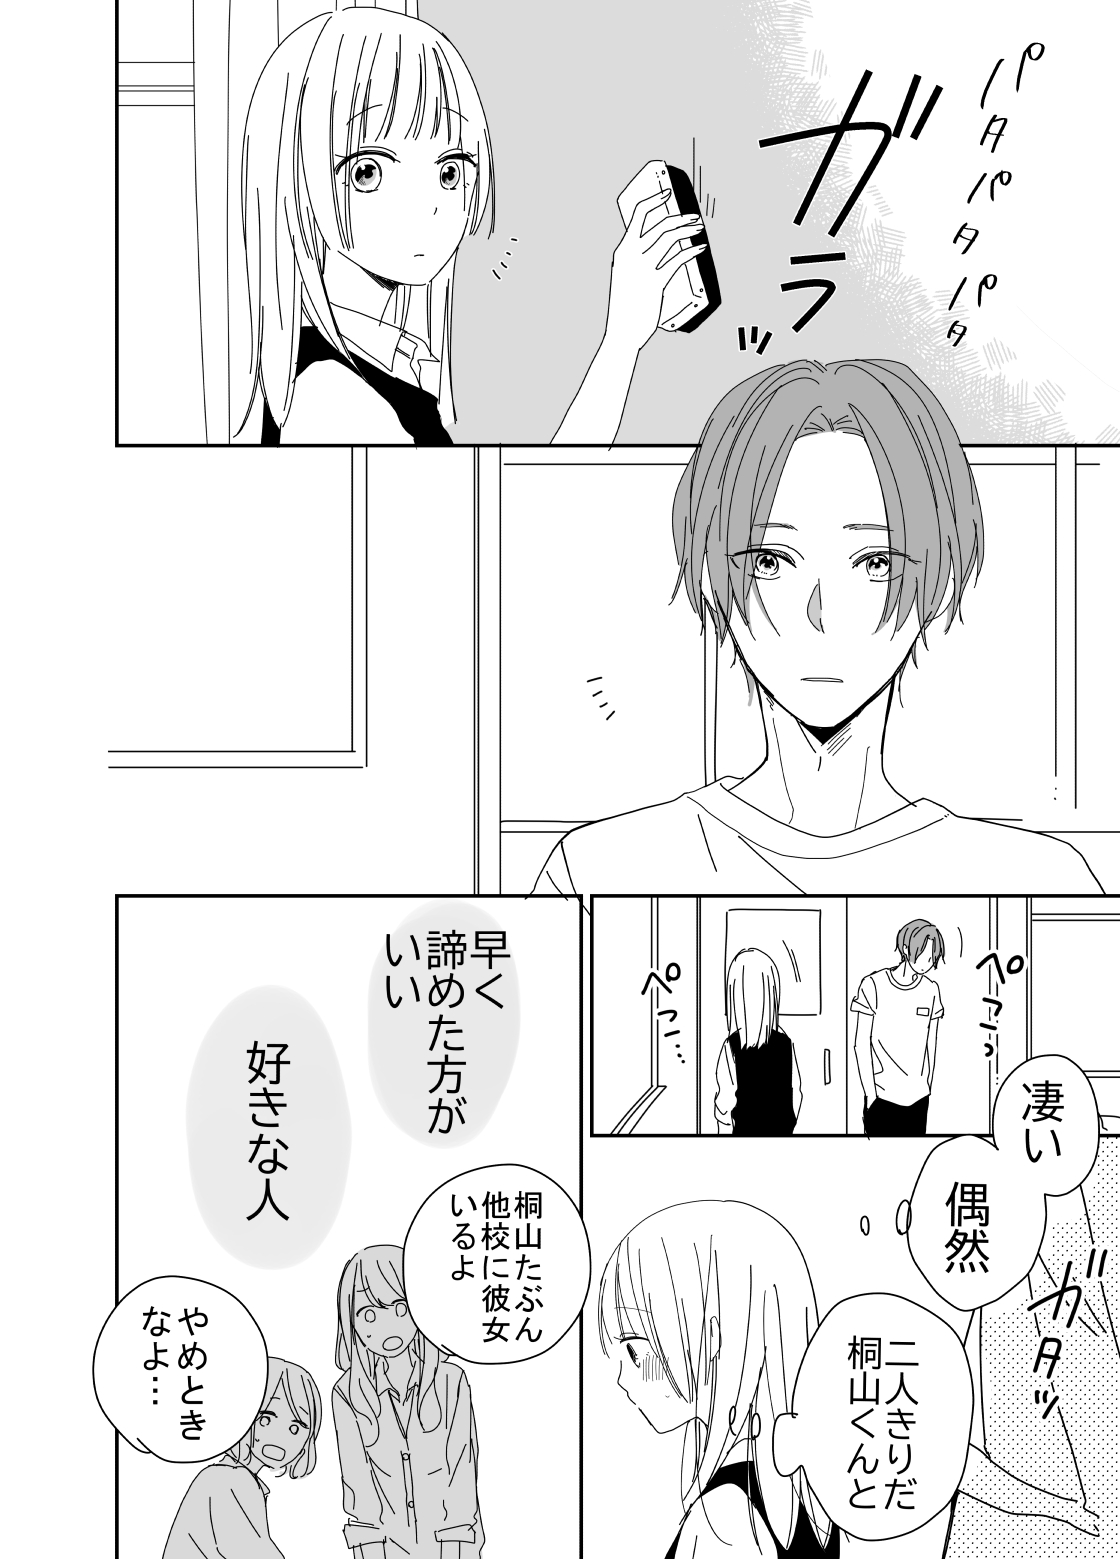 パタパタパタ
ガラッ
ペこっ
ペこ…
凄い
偶然
ガタッ
二人きりだ
桐山くんと
早く
諦めた方が
いい
好きな人
桐山たぶん
他校に彼女
いるよ
やめとき
なよ…